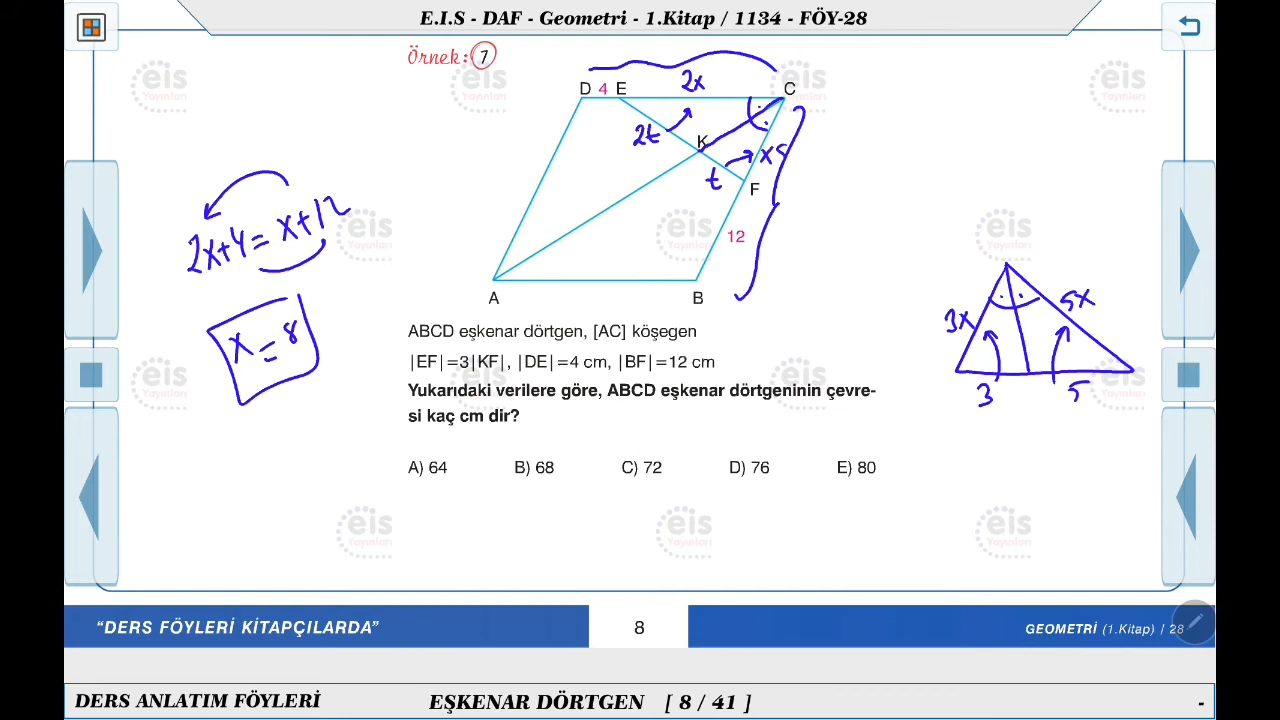 E.I.S - DAF - Geometri - 1.Kitap / 1134 - FÖY-28
Örnek: 7
eis Yayınları
D 4 E 2x C
2t K x
t F
12
A B
2x+4=x+12
x=8
3x 5x
3 5
ABCD eşkenar dörtgen, [AC] köşegen
|EF|=3|KF|, |DE|=4 cm, |BF|=12 cm
Yukarıdaki verilere göre, ABCD eşkenar dörtgeninin çevre-
si kaç cm dir?
A) 64 B) 68 C) 72 D) 76 E) 80
"DERS FÖYLERİ KİTAPÇILARDA"
8
GEOMETRİ (1.Kitap) / 28
DERS ANLATIM FÖYLERİ
EŞKENAR DÖRTGEN [ 8 / 41 ]
-